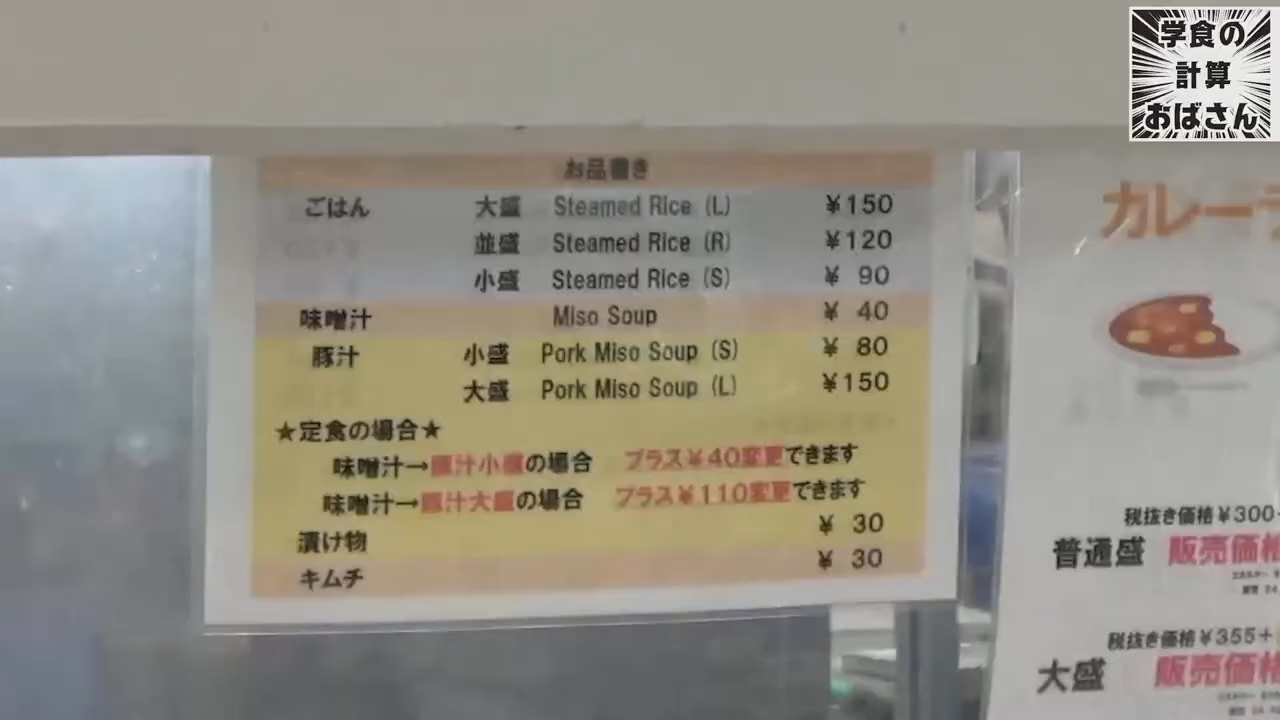 学食の
計算
おばさん
お品書き
ごはん 大盛 Steamed Rice (L) ¥150
並盛 Steamed Rice (R) ¥120
小盛 Steamed Rice (S) ¥ 90
味噌汁 Miso Soup ¥ 40
豚汁 小盛 Pork Miso Soup (S) ¥ 80
大盛 Pork Miso Soup (L) ¥150
★定食の場合★
味噌汁→豚汁小盛の場合 プラス¥40変更できます
味噌汁→豚汁大盛の場合 プラス¥110変更できます
漬け物 ¥ 30
キムチ ¥ 30
カレー
税抜き価格¥300+
普通盛 販売価格
税抜き価格¥355+
大盛 販売価格